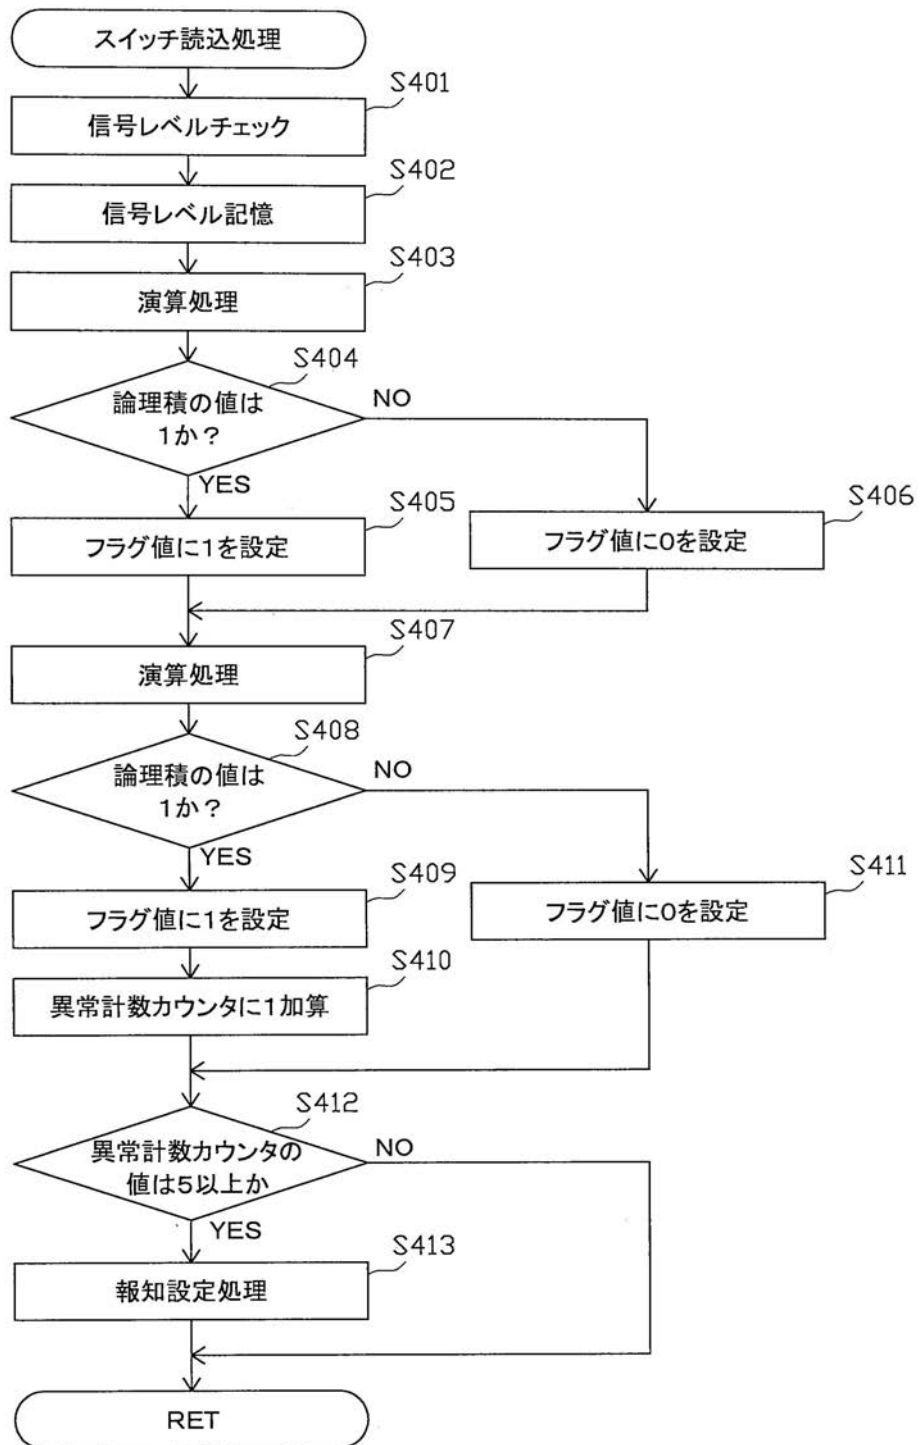 スイッチ読込処理
S401
信号レベルチェック
S402
信号レベル記憶
S403
演算処理
S404
論理積の値は
1か？
NO
YES
S405
フラグ値に1を設定
S406
フラグ値に0を設定
S407
演算処理
S408
論理積の値は
1か？
NO
YES
S409
フラグ値に1を設定
S411
フラグ値に0を設定
S410
異常計数カウンタに1加算
S412
異常計数カウンタの
値は5以上か
NO
YES
S413
報知設定処理
RET